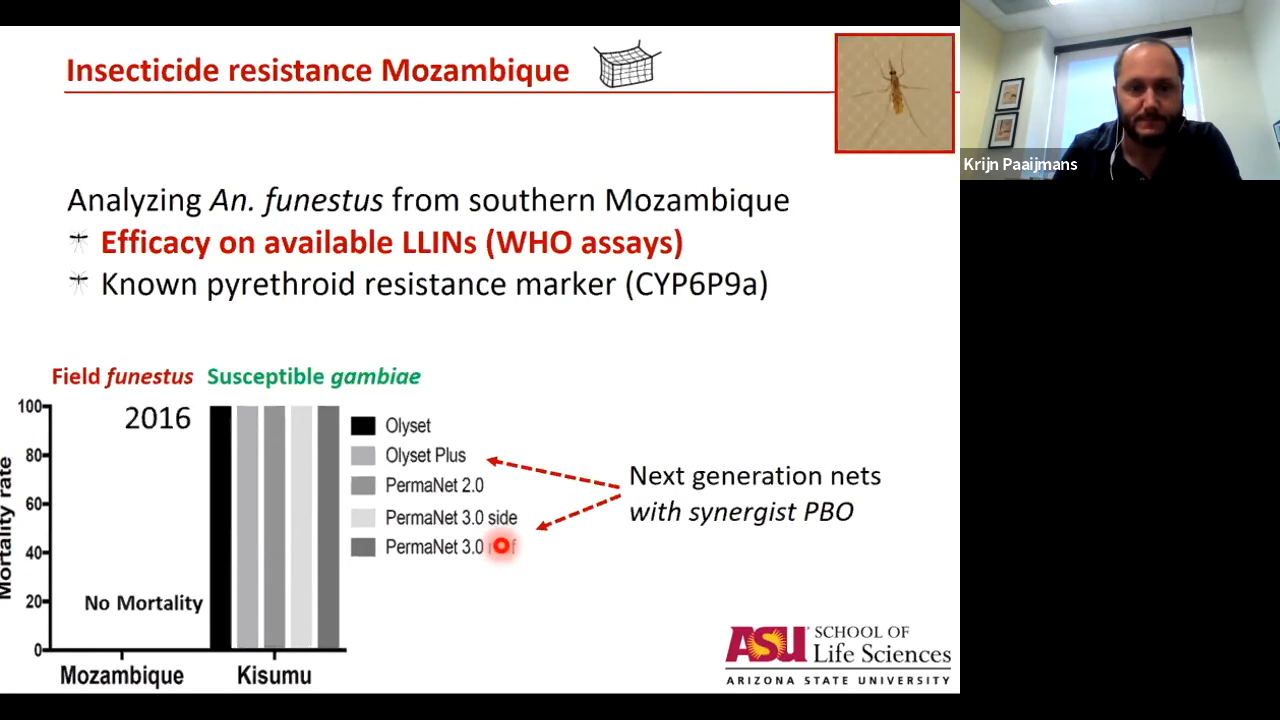 Insecticide resistance Mozambique
Krijn Paaijmans
Analyzing An. funestus from southern Mozambique
Efficacy on available LLINs (WHO assays)
Known pyrethroid resistance marker (CYP6P9a)
Field funestus Susceptible gambiae
Mortality rate
100
80
60
40
20
0
2016
No Mortality
Mozambique
Kisumu
Olyset
Olyset Plus
PermaNet 2.0
PermaNet 3.0 side
PermaNet 3.0
Next generation nets
with synergist PBO
ASU SCHOOL OF
Life Sciences
ARIZONA STATE UNIVERSITY